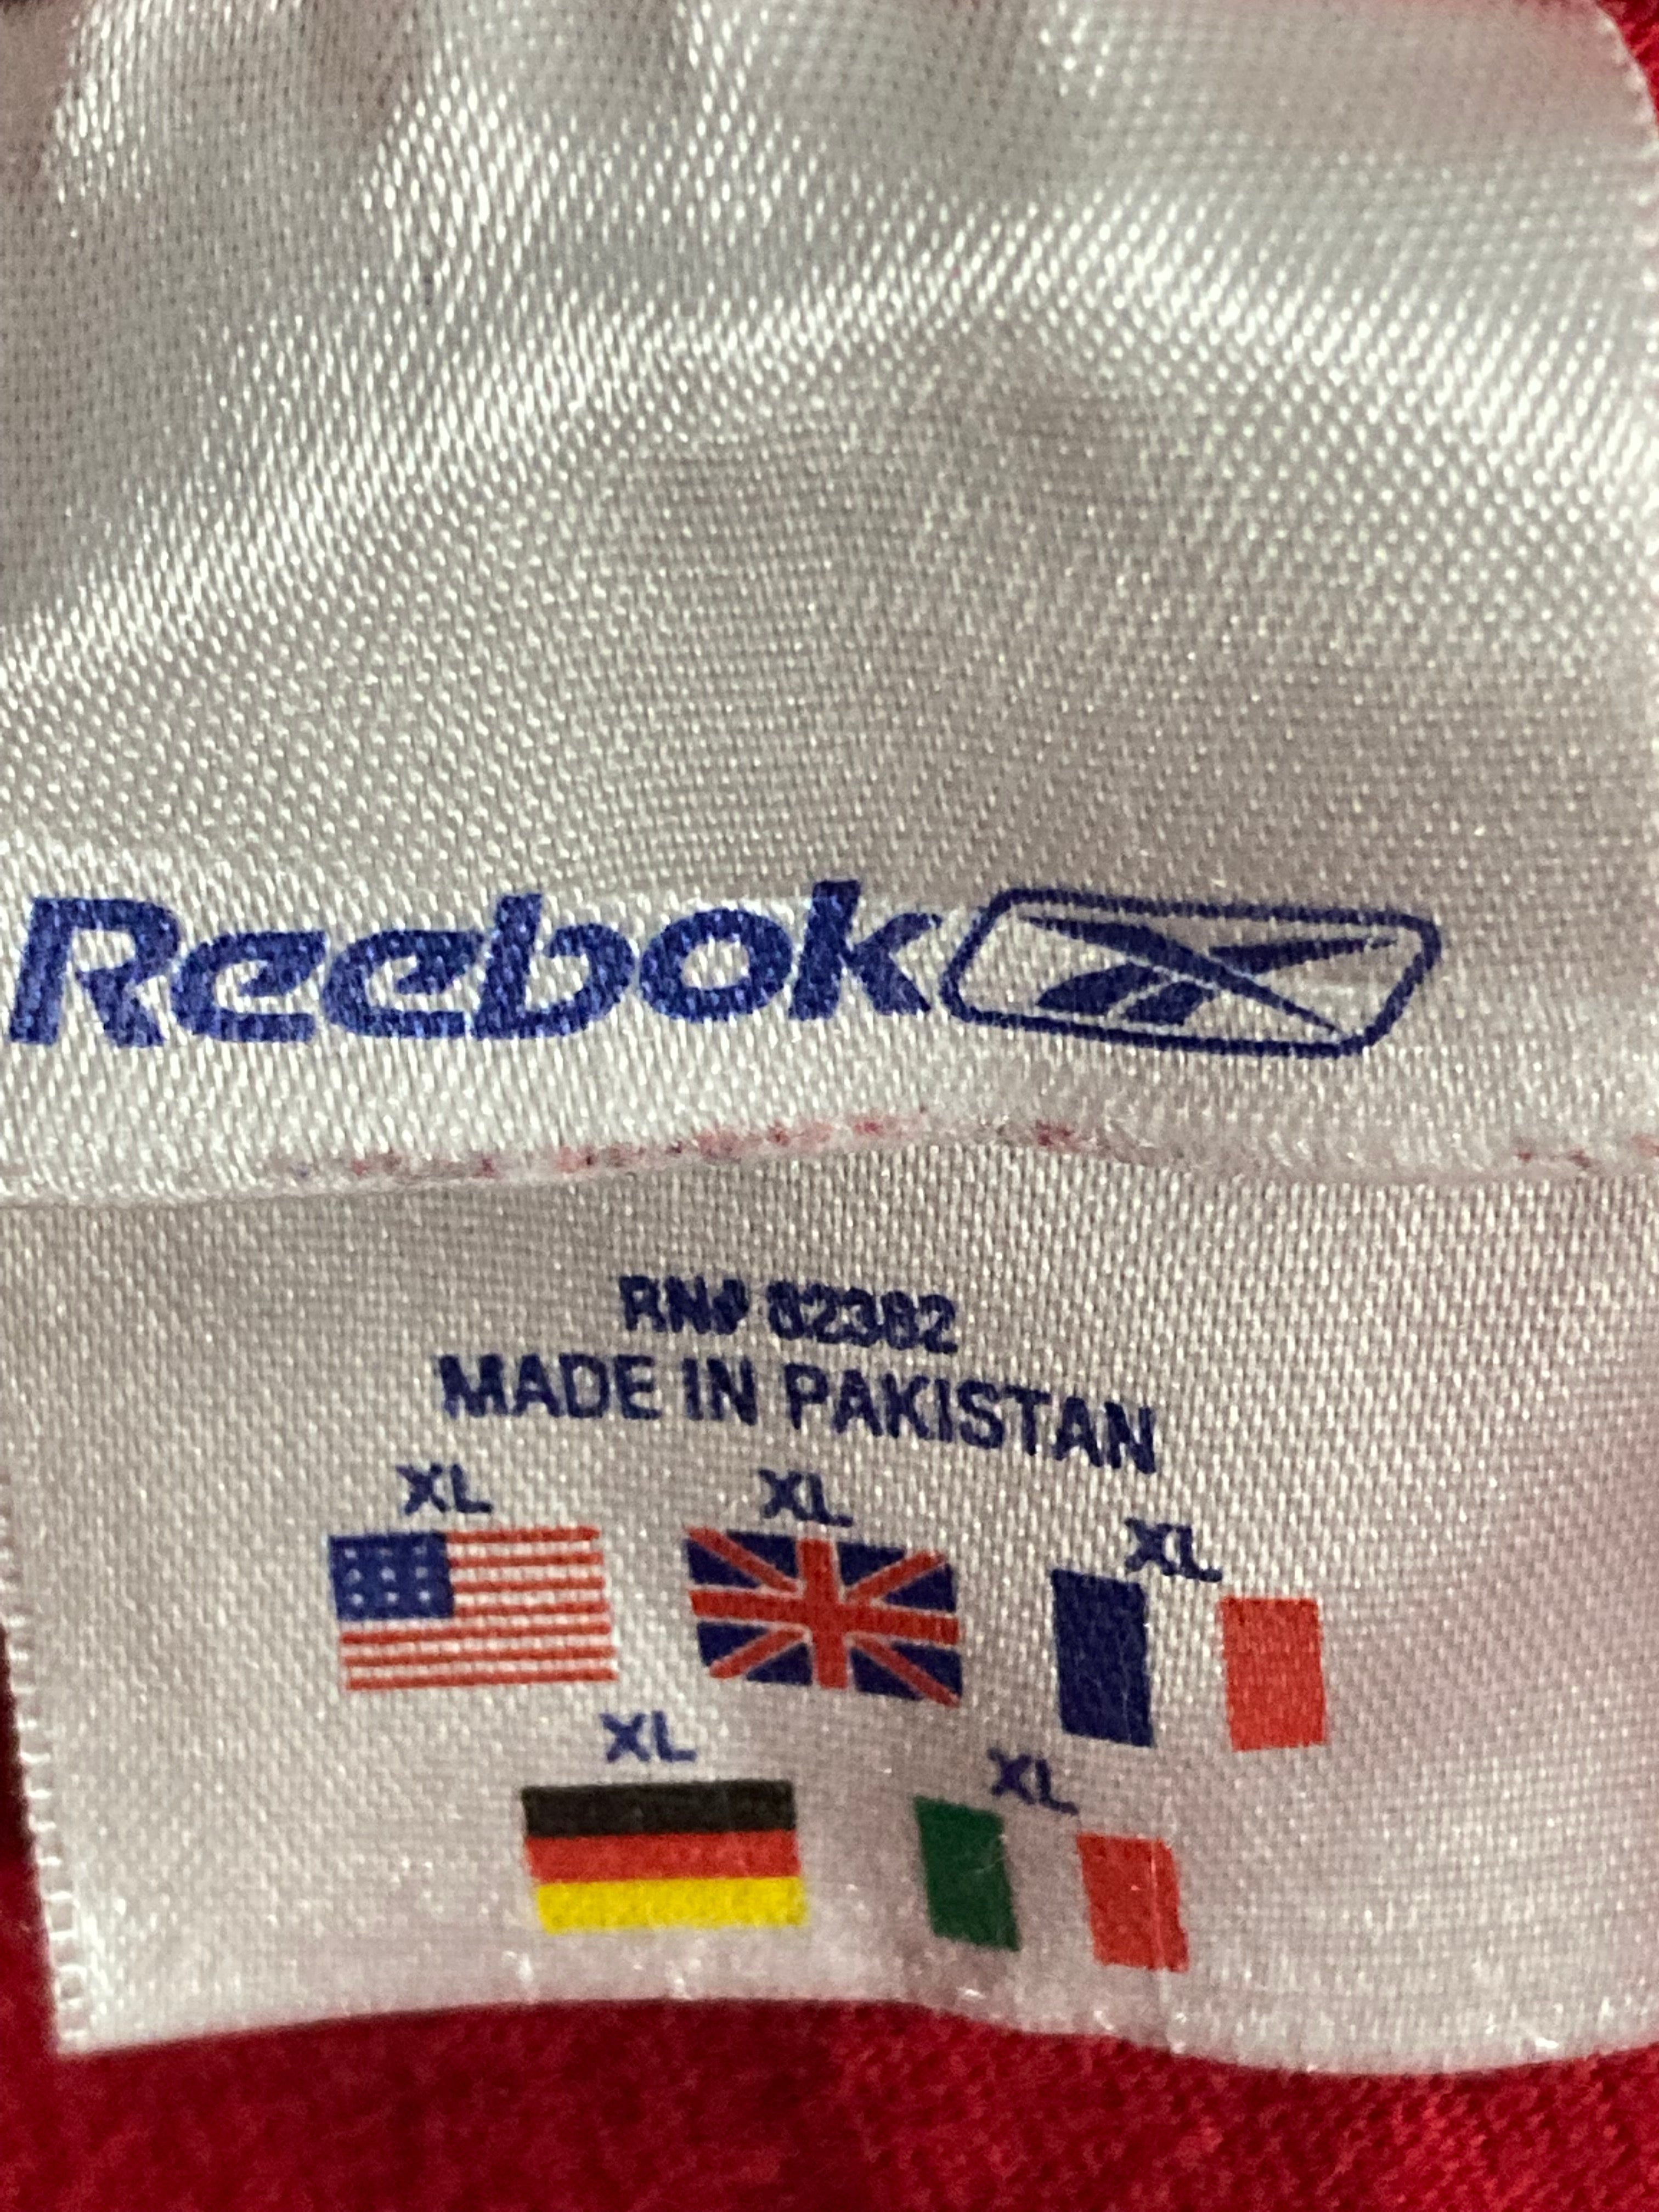 Reebok
RN# 82382
MADE IN PAKISTAN
XL XL XL
XL XL